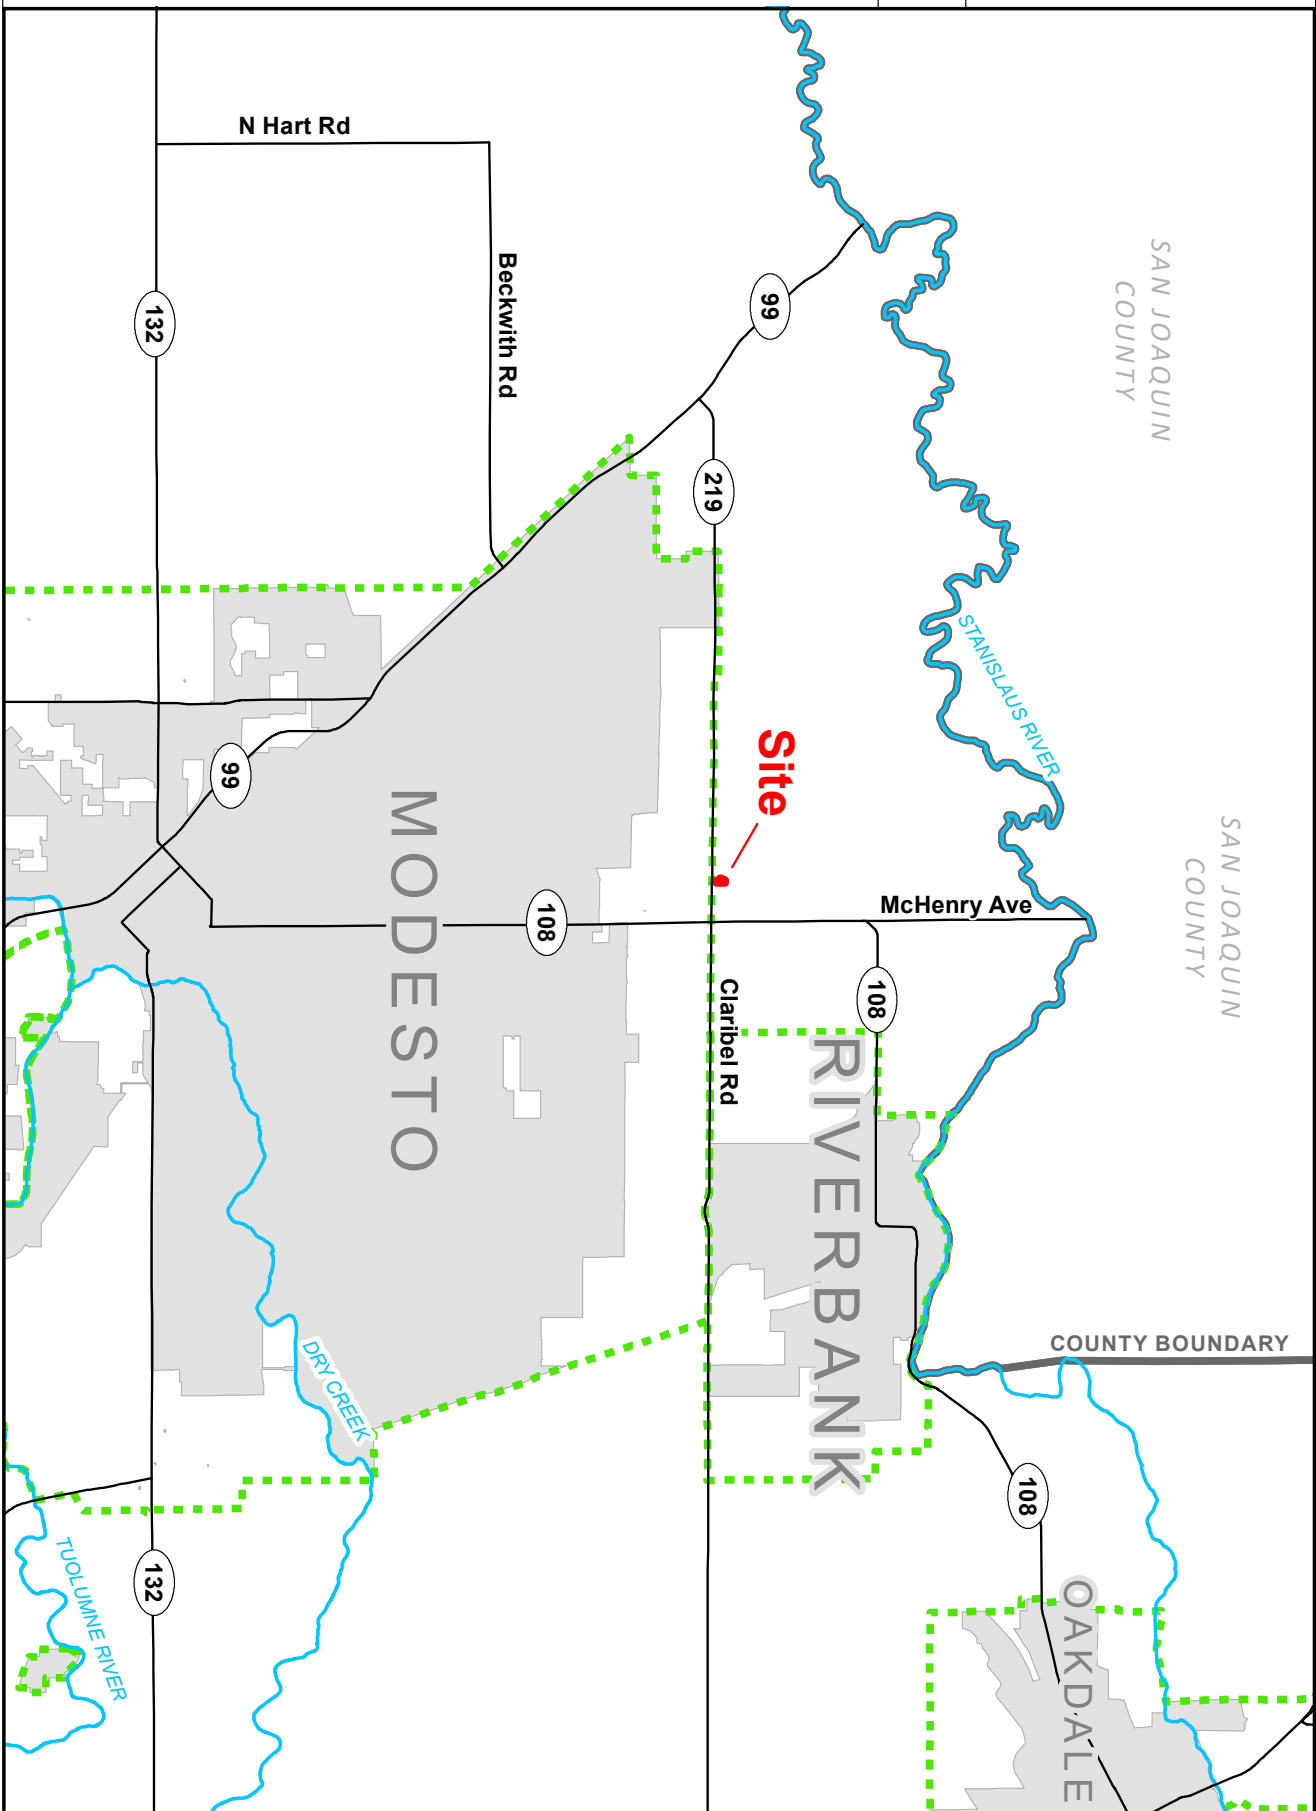 SAN JOAQUIN
COUNTY
SAN JOAQUIN
COUNTY
STANISLAUS RIVER
COUNTY BOUNDARY
McHenry Ave
99
219
Site
108
108
108
RIVERBANK
OAKDALE
Claribel Rd
N Hart Rd
Beckwith Rd
132
99
MODESTO
108
DRY CREEK
132
TUOLUMNE RIVER